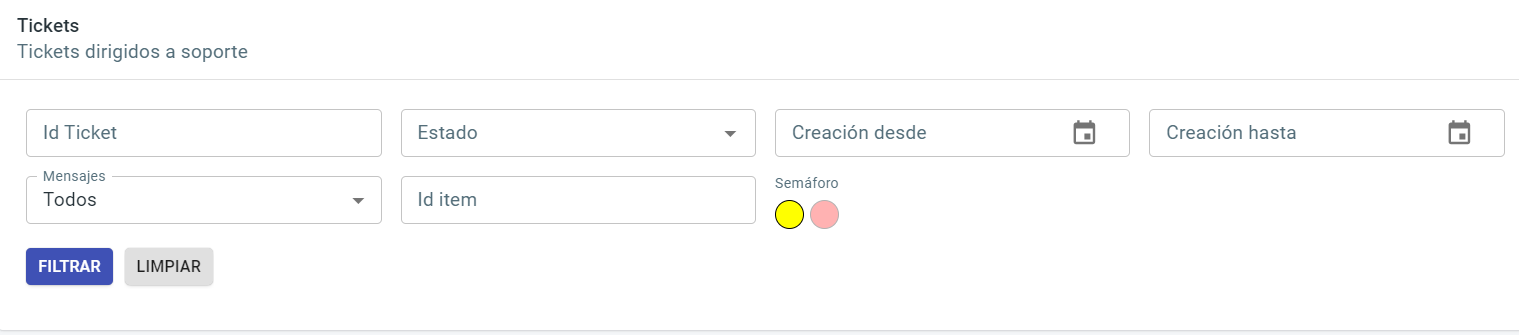 Tickets
Tickets dirigidos a soporte
Id Ticket
Estado
Creación desde
Creación hasta
Mensajes
Todos
Id item
Semáforo
FILTRAR
LIMPIAR